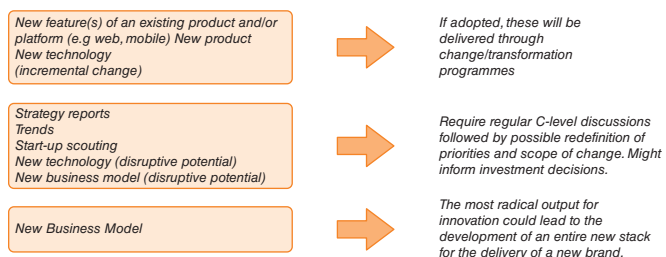 New feature(s) of an existing product and/or
platform (e.g web, mobile) New product
New technology
(incremental change)
If adopted, these will be
delivered through
change/transformation
programmes
Strategy reports
Trends
Start-up scouting
New technology (disruptive potential)
New business model (disruptive potential)
Require regular C-level discussions
followed by possible redefinition of
priorities and scope of change. Might
inform investment decisions.
New Business Model
The most radical output for
innovation could lead to the
development of an entire new stack
for the delivery of a new brand.